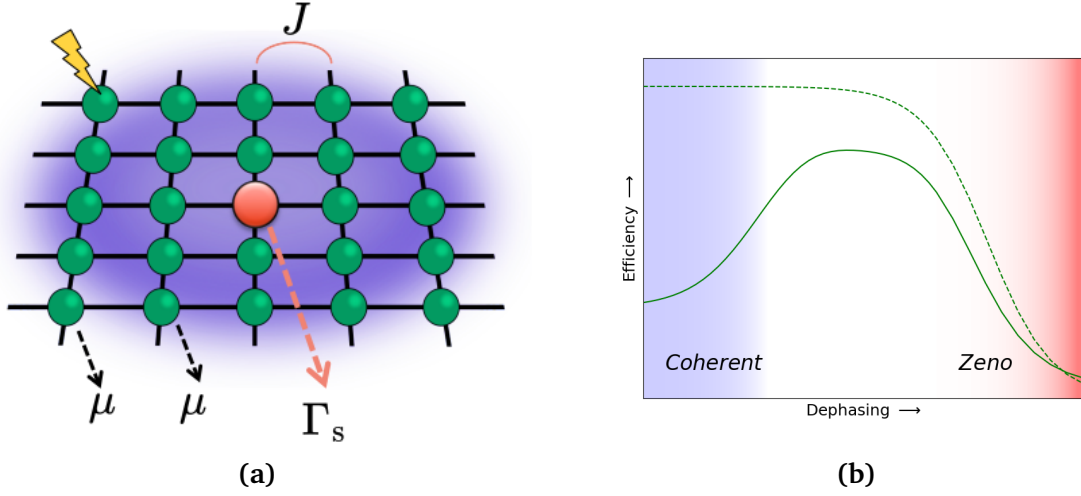 J
μ
μ
Γs
(a)
Efficiency ⟶
Coherent
Zeno
Dephasing ⟶
(b)